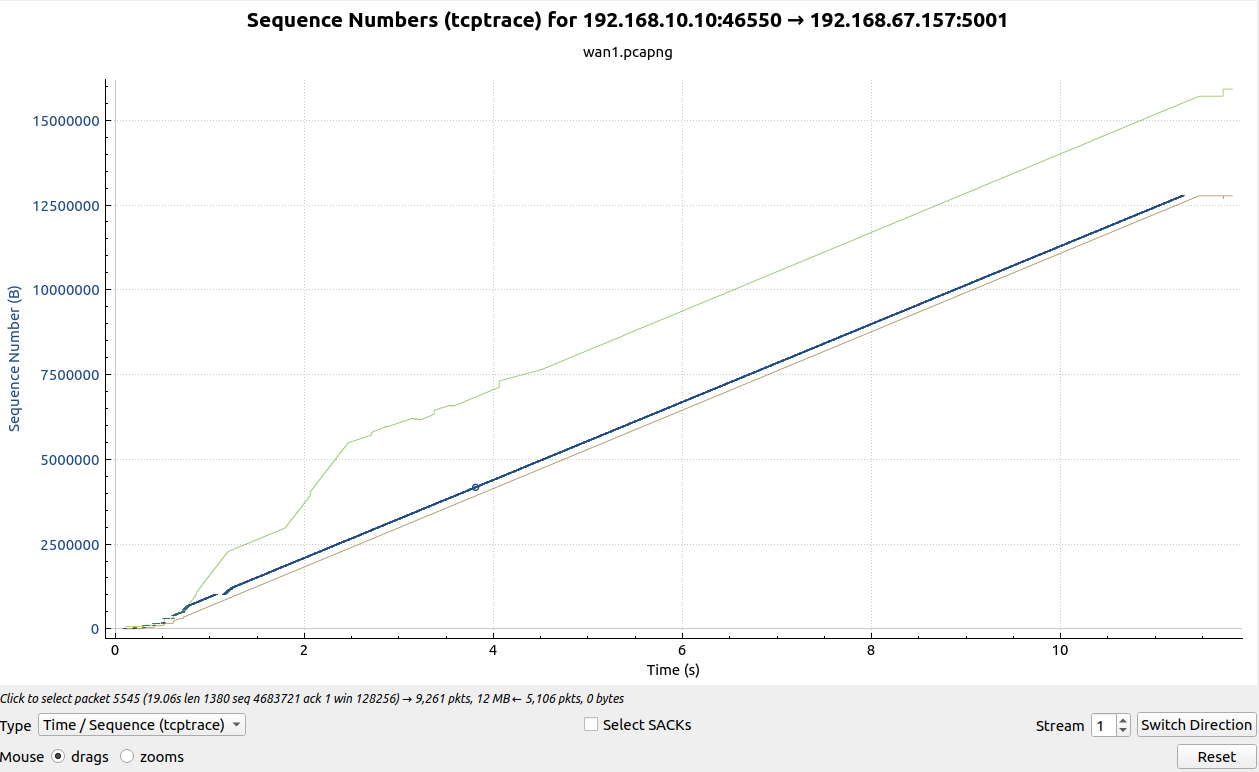 Sequence Numbers (tcptrace) for 192.168.10.10:46550 → 192.168.67.157:5001
wan1.pcapng
Sequence Number (B)
15000000
12500000
10000000
7500000
5000000
2500000
0
0 2 4 6 8 10
Time (s)
Click to select packet 5545 (19.06s len 1380 seq 4683721 ack 1 win 128256) → 9,261 pkts, 12 MB ← 5,106 pkts, 0 bytes
Type Time / Sequence (tcptrace) Select SACKs Stream 1 Switch Direction
Mouse drags zooms Reset